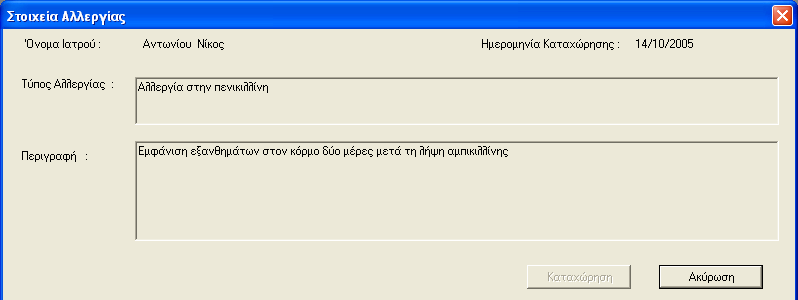 Στοιχεία Αλλεργίας
Όνομα Ιατρού : Αντωνίου Νίκος Ημερομηνία Καταχώρησης : 14/10/2005
Τύπος Αλλεργίας : Αλλεργία στην πενικιλλίνη
Περιγραφή : Εμφάνιση εξανθημάτων στον κόρμο δύο μέρες μετά τη λήψη αμπικιλλίνης
Καταχώρηση Ακύρωση